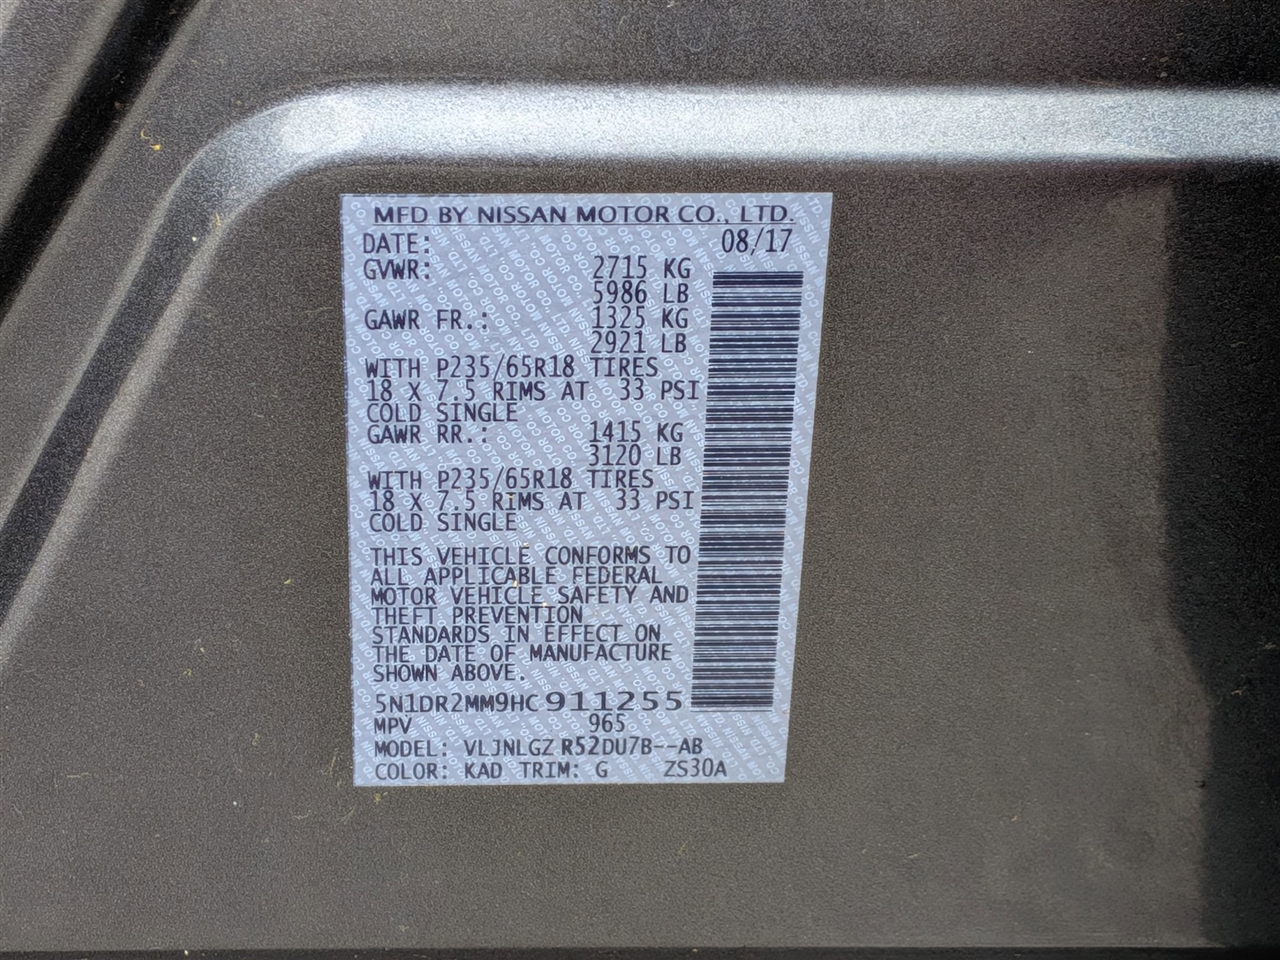 MFD BY NISSAN MOTOR CO., LTD.
DATE: 08/17
GVWR: 2715 KG
5986 LB
GAWR FR.: 1325 KG
2921 LB
WITH P235/65R18 TIRES
18 X 7.5 RIMS AT 33 PSI
COLD SINGLE
GAWR RR.: 1415 KG
3120 LB
WITH P235/65R18 TIRES
18 X 7.5 RIMS AT 33 PSI
COLD SINGLE
THIS VEHICLE CONFORMS TO
ALL APPLICABLE FEDERAL
MOTOR VEHICLE SAFETY AND
THEFT PREVENTION
STANDARDS IN EFFECT ON
THE DATE OF MANUFACTURE
SHOWN ABOVE.
5N1DR2MM9HC 911255
MPV 965
MODEL: VLJNLGZ R52DU7B--AB
COLOR: KAD TRIM: G ZS30A